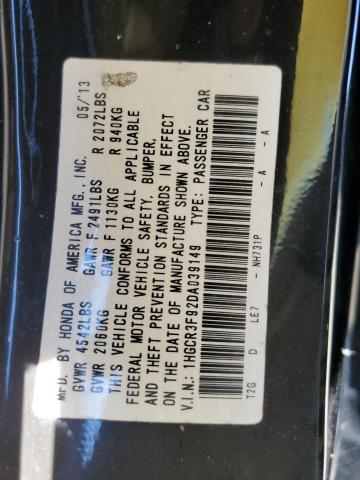 MFD. BY HONDA OF AMERICA MFG., INC. 05/'13
GVWR 4542LBS GAWR F 2491LBS R 2072LBS
GVWR 2060KG GAWR F 1130KG R 940KG
THIS VEHICLE CONFORMS TO ALL APPLICABLE
FEDERAL MOTOR VEHICLE SAFETY, BUMPER,
AND THEFT PREVENTION STANDARDS IN EFFECT
ON THE DATE OF MANUFACTURE SHOWN ABOVE.
V.I.N.: 1HGCR3F92DA039149 TYPE: PASSENGER CAR
T2G D LE7 - NH731P - A - A